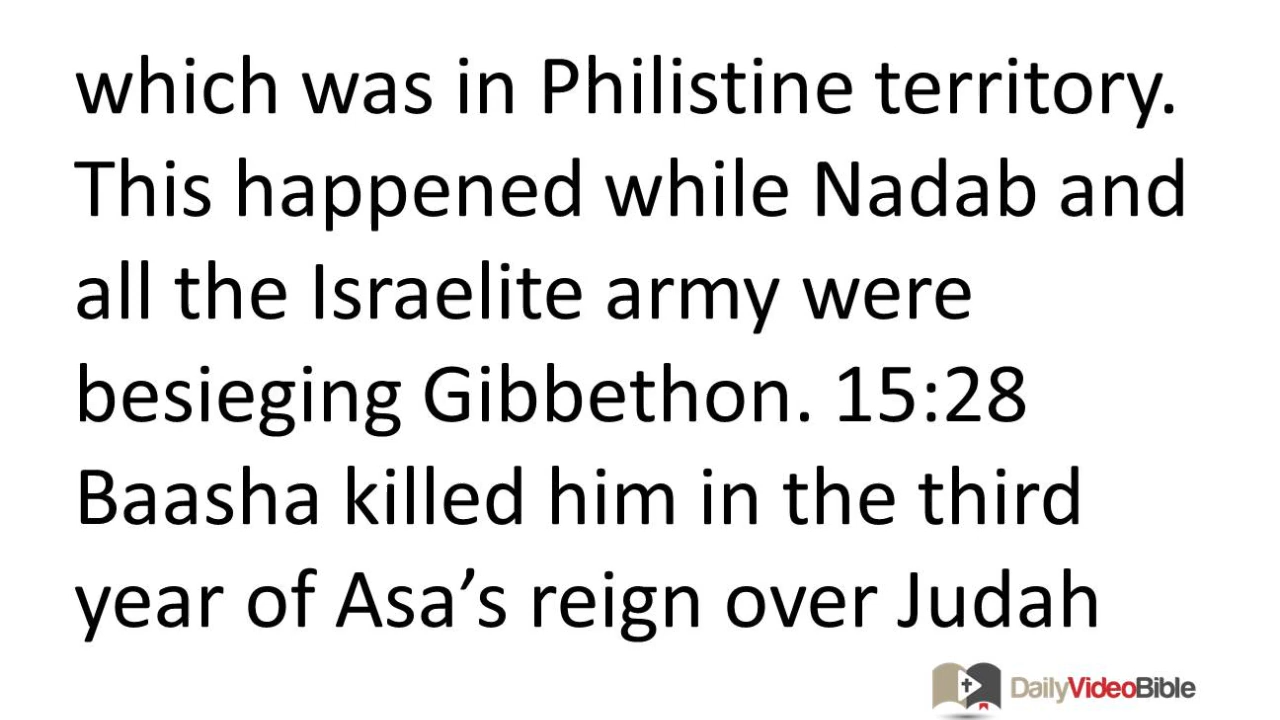 which was in Philistine territory.
This happened while Nadab and
all the Israelite army were
besieging Gibbethon. 15:28
Baasha killed him in the third
year of Asa’s reign over Judah
DailyVideoBible